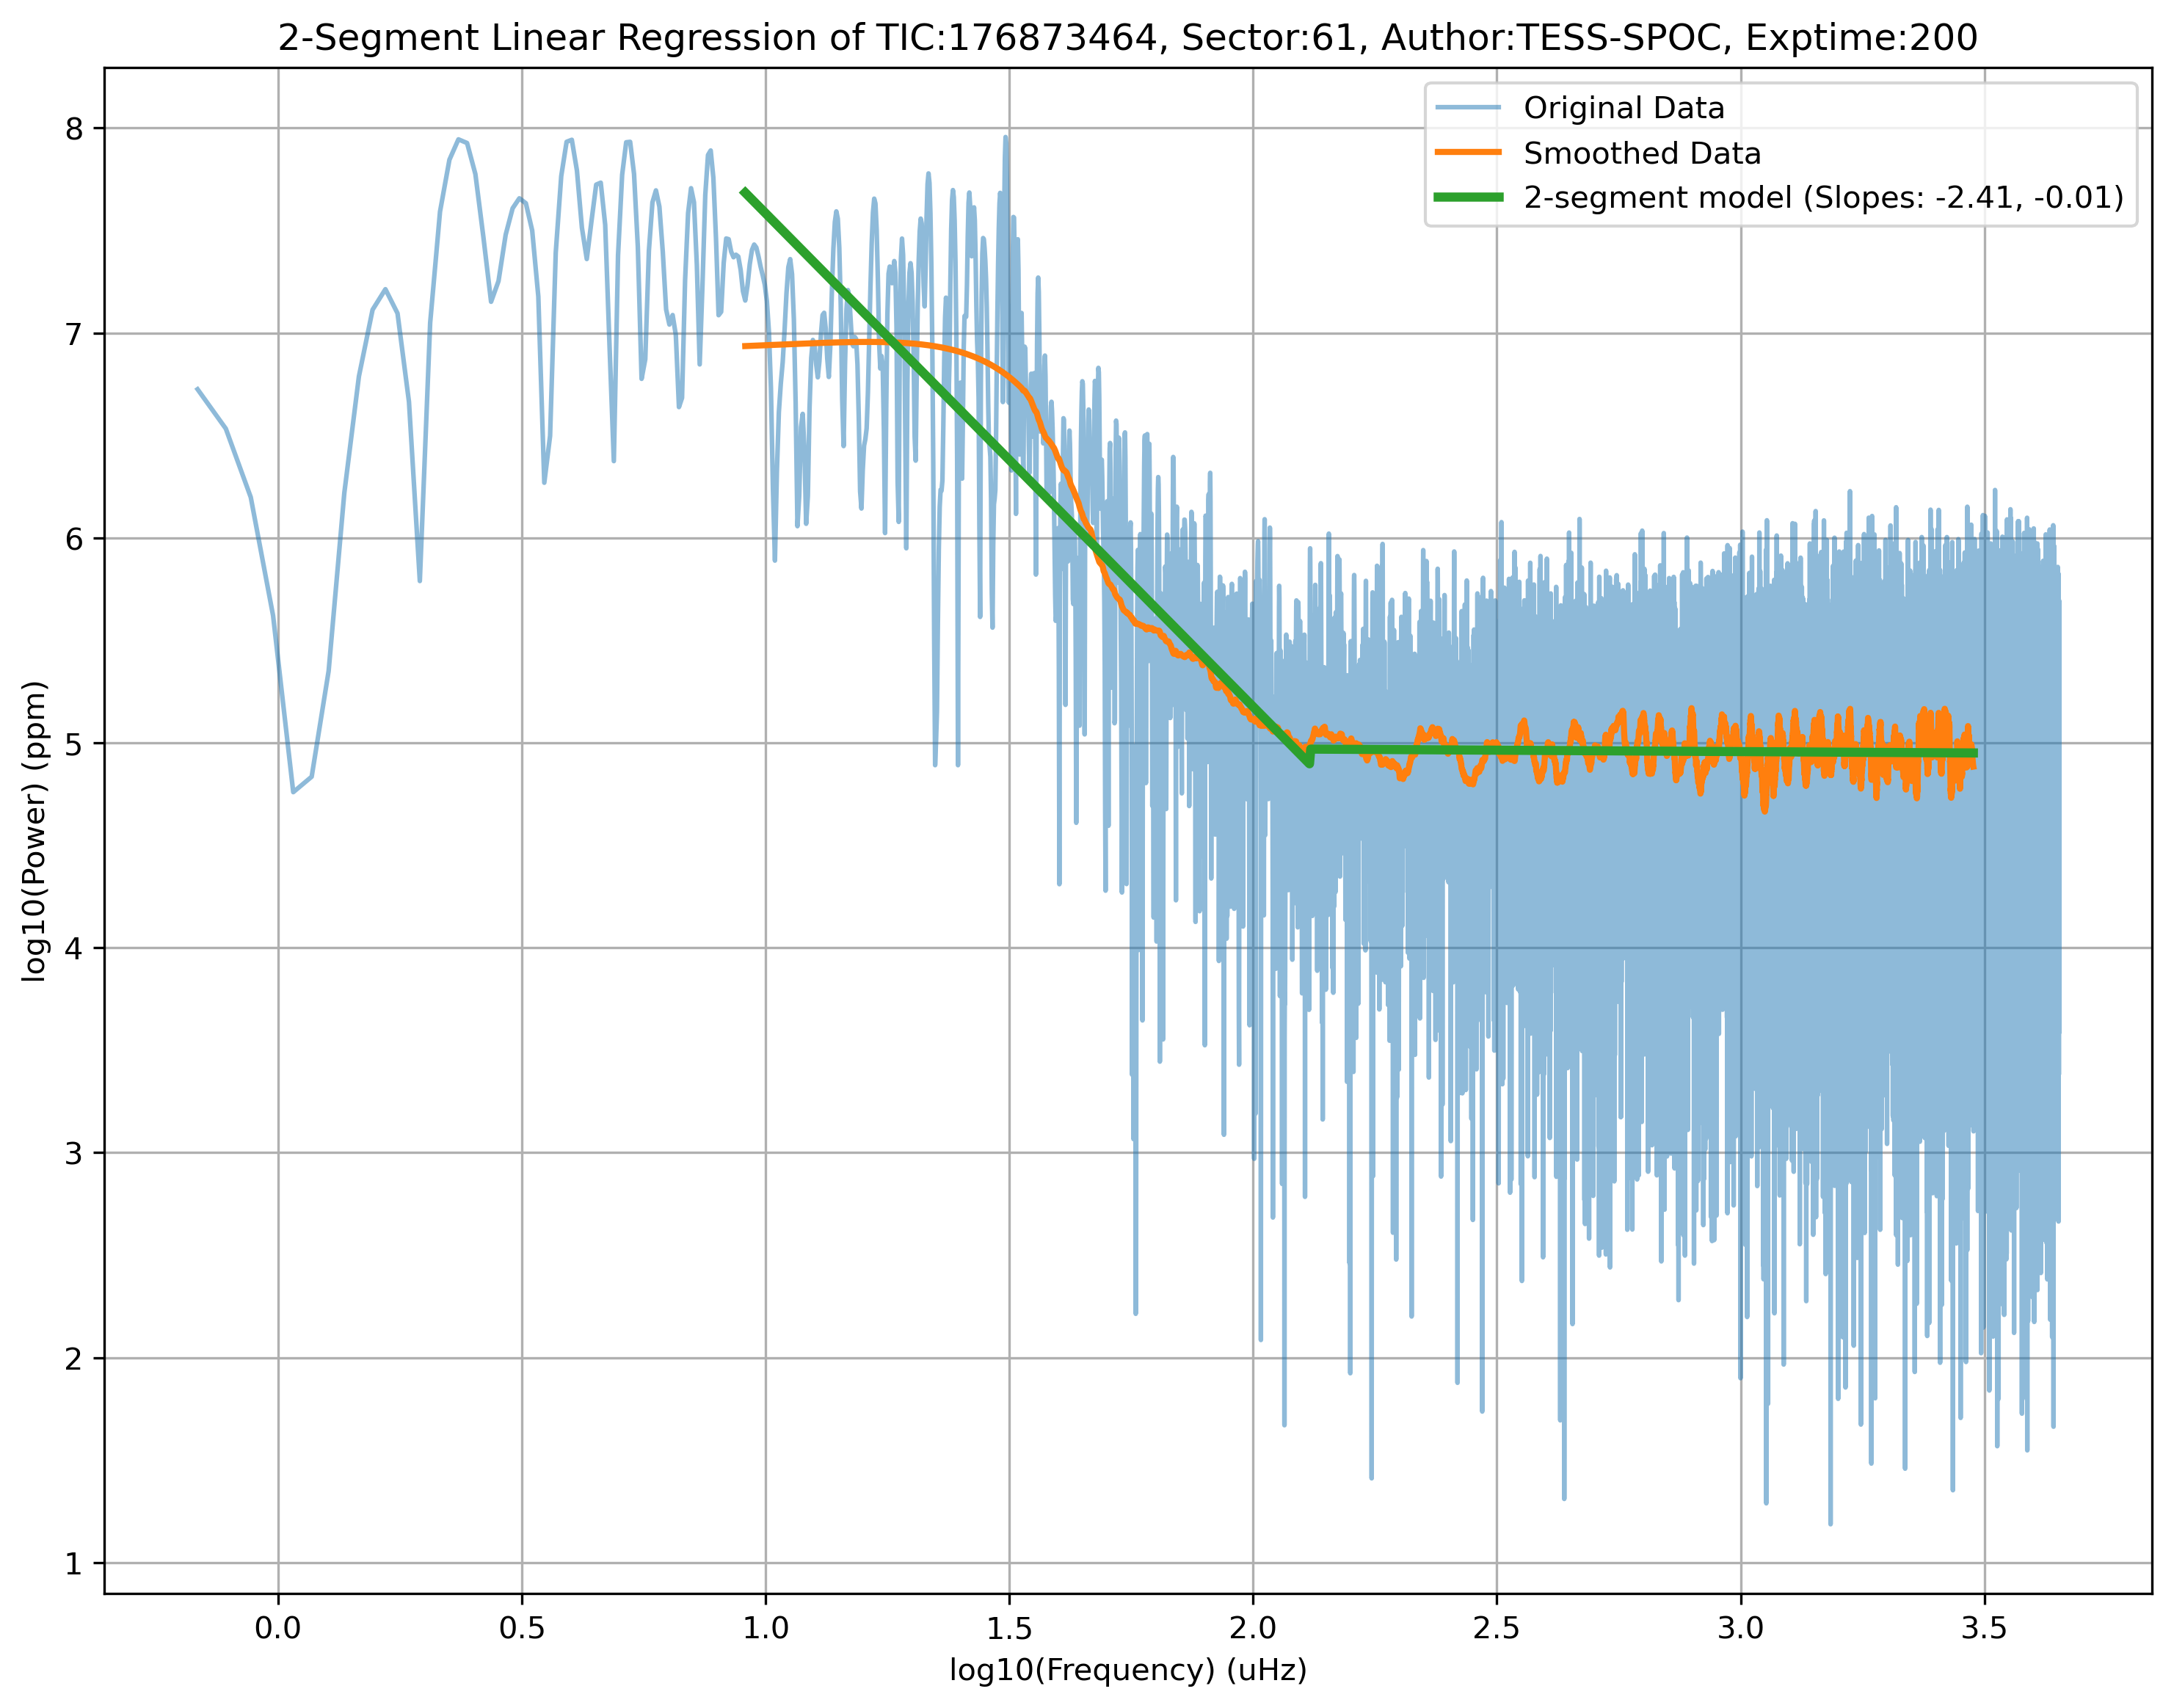 2-Segment Linear Regression of TIC:176873464, Sector:61, Author:TESS-SPOC, Exptime:200
Original Data
Smoothed Data
2-segment model (Slopes: -2.41, -0.01)
log10(Power) (ppm)
8
7
6
5
4
3
2
1
0.0 0.5 1.0 1.5 2.0 2.5 3.0 3.5
log10(Frequency) (uHz)